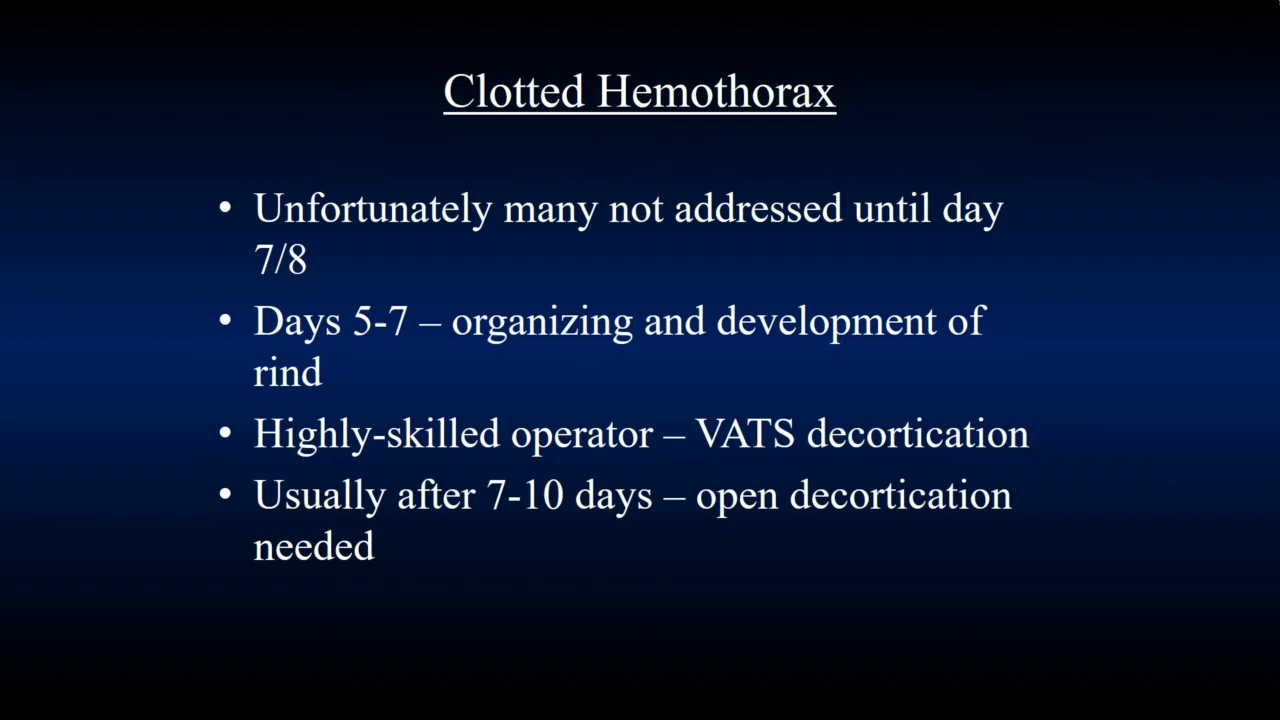 Clotted Hemothorax
• Unfortunately many not addressed until day
7/8
• Days 5-7 – organizing and development of
rind
• Highly-skilled operator – VATS decortication
• Usually after 7-10 days – open decortication
needed